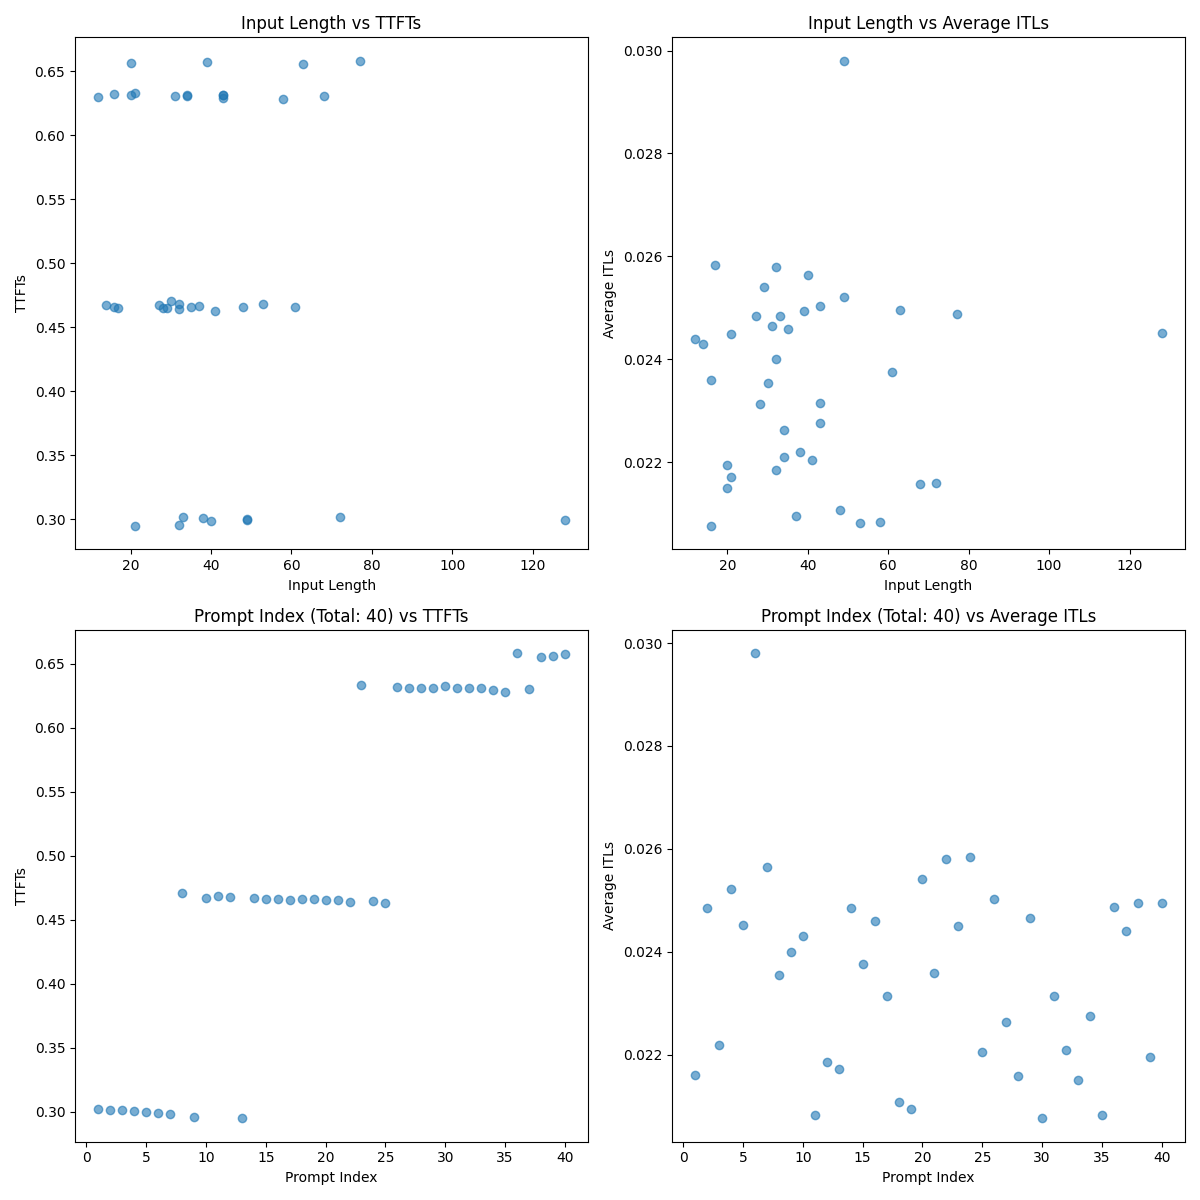 Input Length vs TTFTs
TTFTs
0.65
0.60
0.55
0.50
0.45
0.40
0.35
0.30
20 40 60 80 100 120
Input Length
Input Length vs Average ITLs
Average ITLs
0.030
0.028
0.026
0.024
0.022
20 40 60 80 100 120
Input Length
Prompt Index (Total: 40) vs TTFTs
TTFTs
0.65
0.60
0.55
0.50
0.45
0.40
0.35
0.30
0 5 10 15 20 25 30 35 40
Prompt Index
Prompt Index (Total: 40) vs Average ITLs
Average ITLs
0.030
0.028
0.026
0.024
0.022
0 5 10 15 20 25 30 35 40
Prompt Index